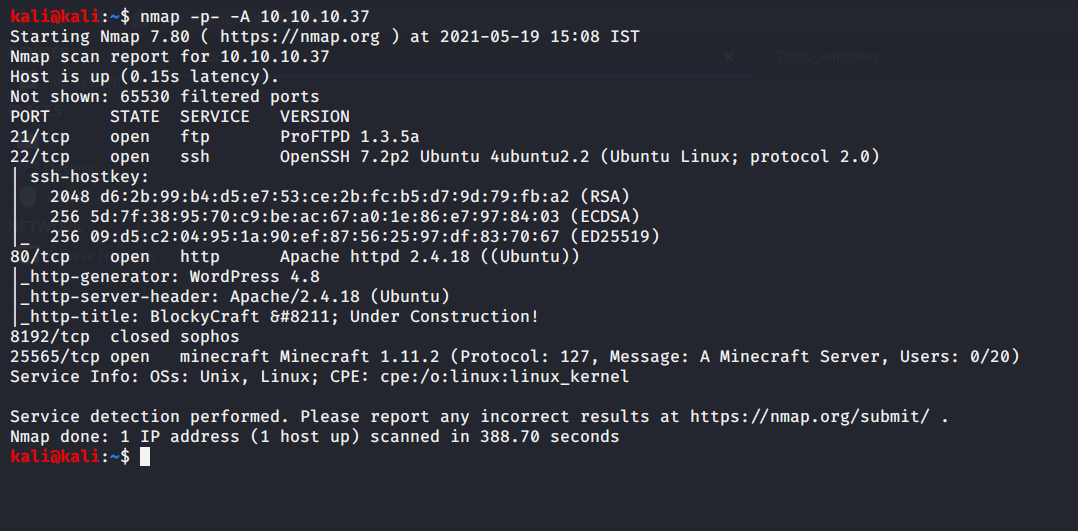 kali@kali:~$ nmap -p- -A 10.10.10.37
Starting Nmap 7.80 ( https://nmap.org ) at 2021-05-19 15:08 IST
Nmap scan report for 10.10.10.37
Host is up (0.15s latency).
Not shown: 65530 filtered ports
PORT      STATE  SERVICE   VERSION
21/tcp    open   ftp       ProFTPD 1.3.5a
22/tcp    open   ssh       OpenSSH 7.2p2 Ubuntu 4ubuntu2.2 (Ubuntu Linux; protocol 2.0)
| ssh-hostkey:
|   2048 d6:2b:99:b4:d5:e7:53:ce:2b:fc:b5:d7:9d:79:fb:a2 (RSA)
|   256 5d:7f:38:95:70:c9:be:ac:67:a0:1e:86:e7:97:84:03 (ECDSA)
|_  256 09:d5:c2:04:95:1a:90:ef:87:56:25:97:df:83:70:67 (ED25519)
80/tcp    open   http      Apache httpd 2.4.18 ((Ubuntu))
|_http-generator: WordPress 4.8
|_http-server-header: Apache/2.4.18 (Ubuntu)
|_http-title: BlockyCraft &#8211; Under Construction!
8192/tcp  closed sophos
25565/tcp open   minecraft Minecraft 1.11.2 (Protocol: 127, Message: A Minecraft Server, Users: 0/20)
Service Info: OSs: Unix, Linux; CPE: cpe:/o:linux:linux_kernel
Service detection performed. Please report any incorrect results at https://nmap.org/submit/ .
Nmap done: 1 IP address (1 host up) scanned in 388.70 seconds
kali@kali:~$
Tools_windows